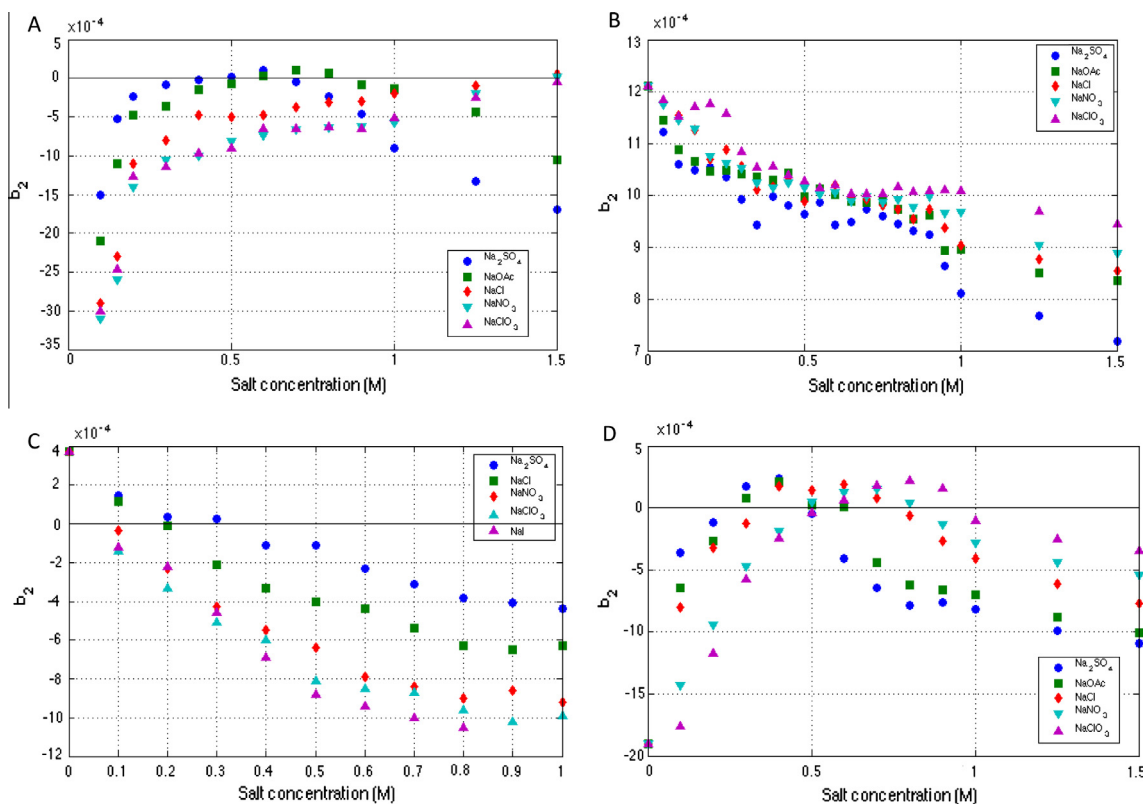 A
×10⁻⁴
5
0
-5
-10
-15
-20
-25
-30
-35
b₂
0
0.5
1
1.5
Salt concentration (M)
Na₂SO₄
NaOAc
NaCl
NaNO₃
NaClO₃
B
×10⁻⁴
13
12
11
10
9
8
7
b₂
0
0.5
1
1.5
Salt concentration (M)
Na₂SO₄
NaOAc
NaCl
NaNO₃
NaClO₃
C
×10⁻⁴
4
2
0
-2
-4
-6
-8
-10
-12
b₂
0 0.1 0.2 0.3 0.4 0.5 0.6 0.7 0.8 0.9 1
Salt concentration (M)
Na₂SO₄
NaCl
NaNO₃
NaClO₃
NaI
D
×10⁻⁴
5
0
-5
-10
-15
-20
b₂
0
0.5
1
1.5
Salt concentration (M)
Na₂SO₄
NaOAc
NaCl
NaNO₃
NaClO₃